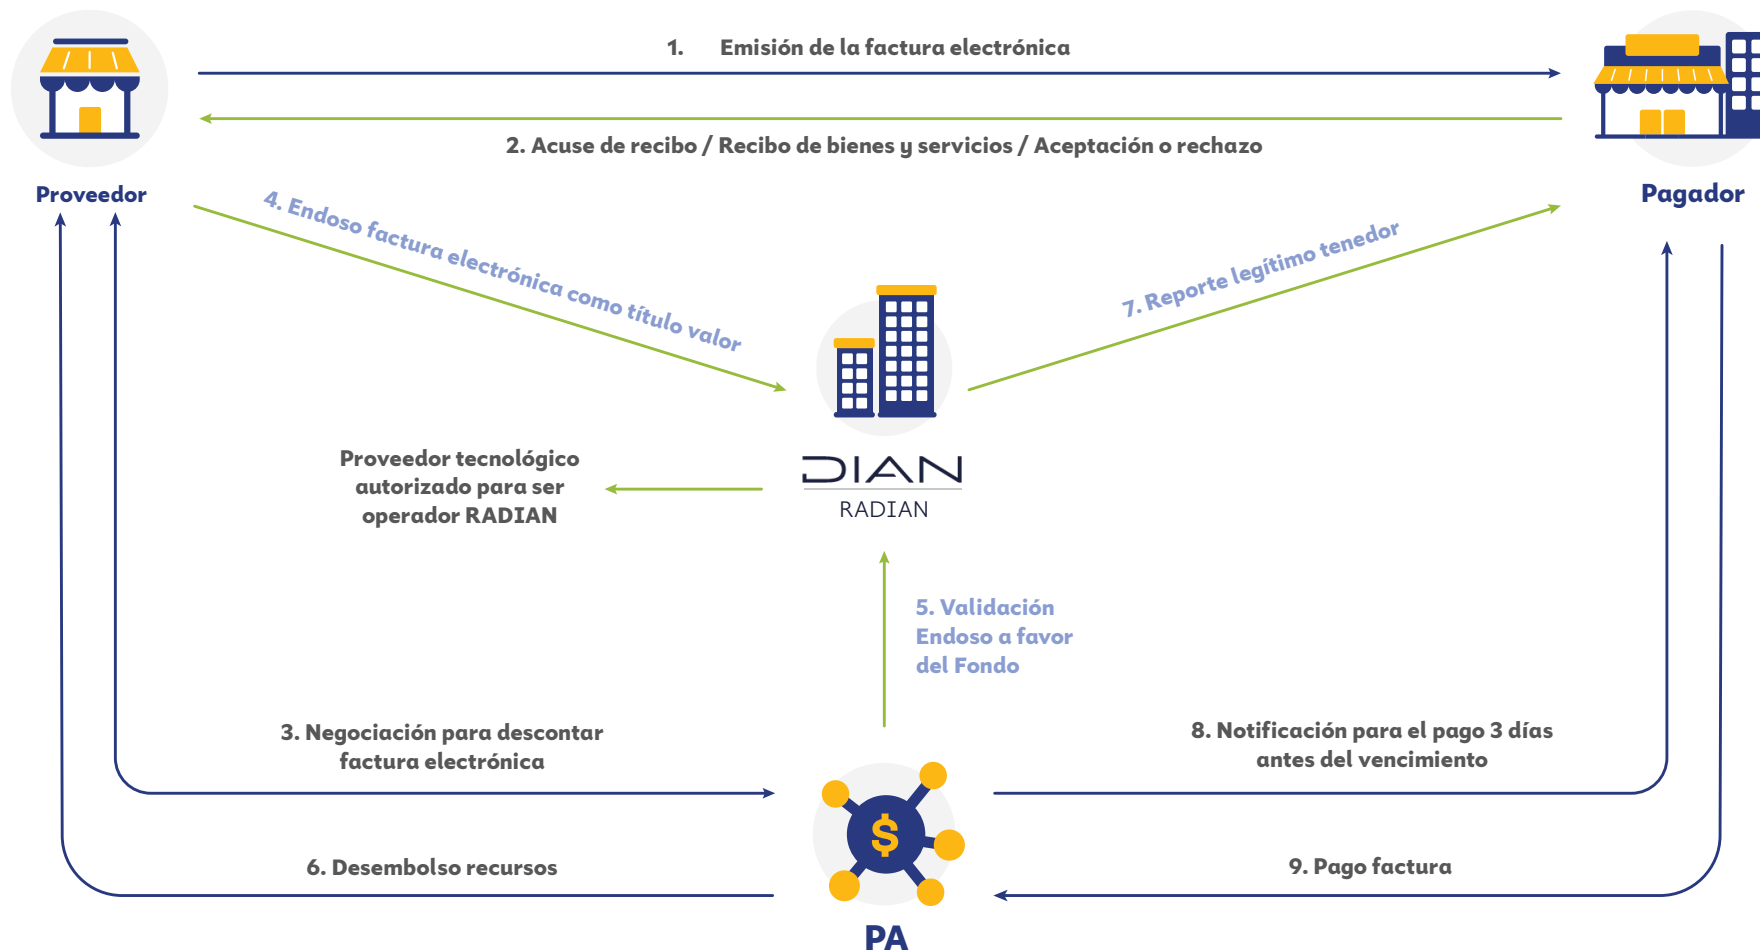 1. Emisión de la factura electrónica
2. Acuse de recibo / Recibo de bienes y servicios / Aceptación o rechazo
Proveedor
Pagador
4. Endoso factura electrónica como título valor
7. Reporte legítimo tenedor
Proveedor tecnológico
autorizado para ser
operador RADIAN
DIAN
RADIAN
5. Validación
Endoso a favor
del Fondo
3. Negociación para descontar
factura electrónica
8. Notificación para el pago 3 días
antes del vencimiento
$
6. Desembolso recursos
9. Pago factura
PA